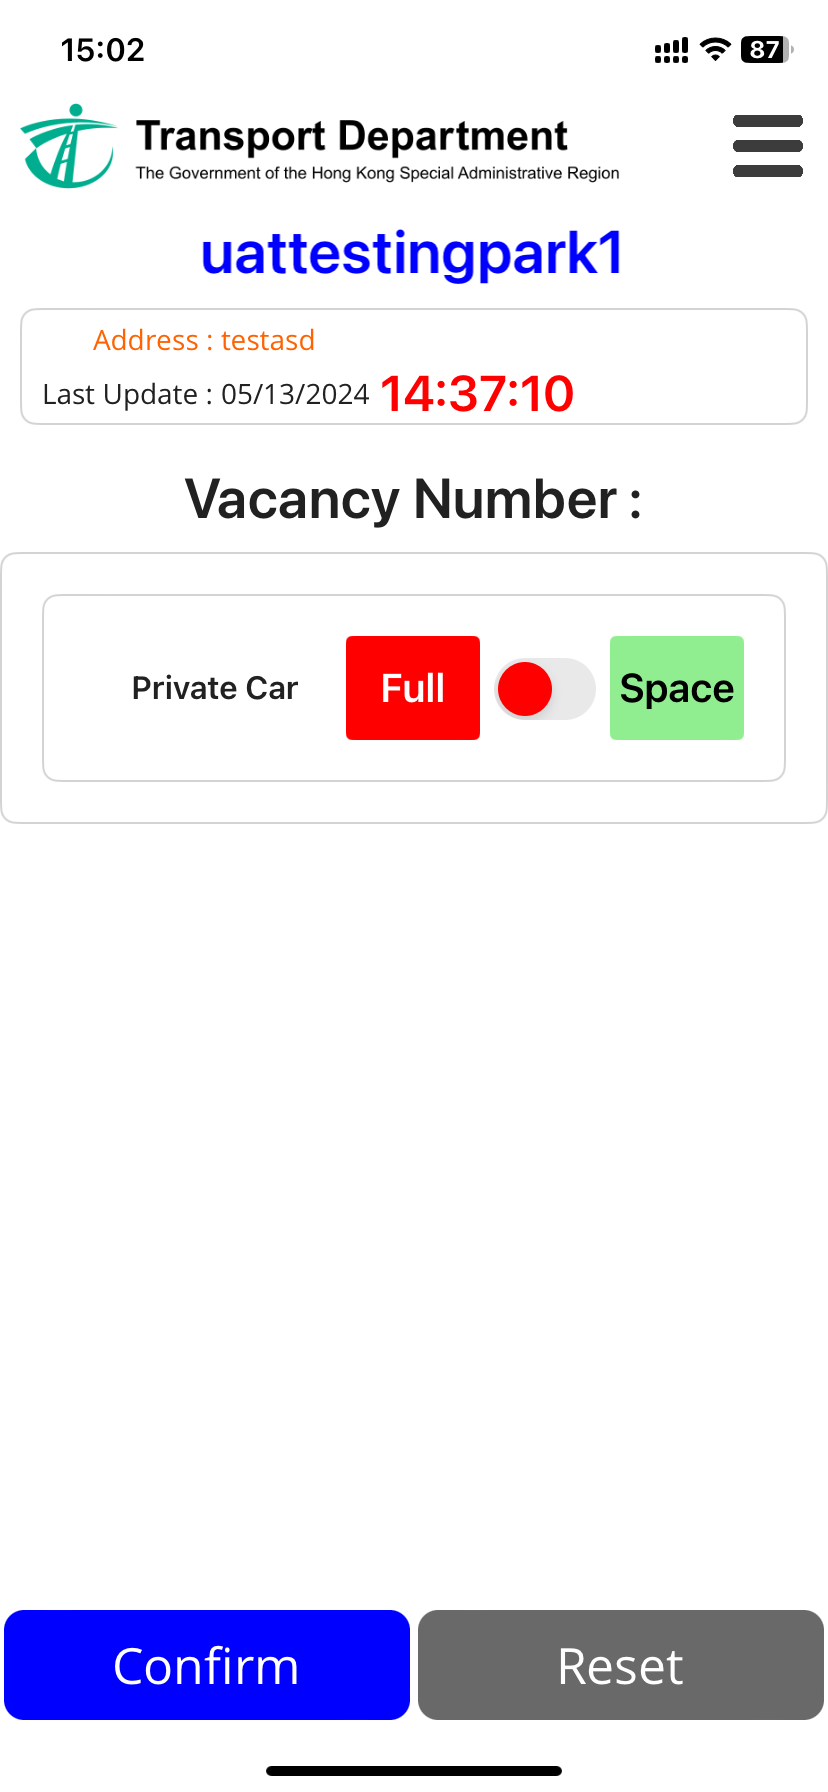 15:02
87
Transport Department
The Government of the Hong Kong Special Administrative Region
uattestingpark1
Address : testasd
Last Update : 05/13/2024 14:37:10
Vacancy Number :
Private Car Full Space
Confirm Reset